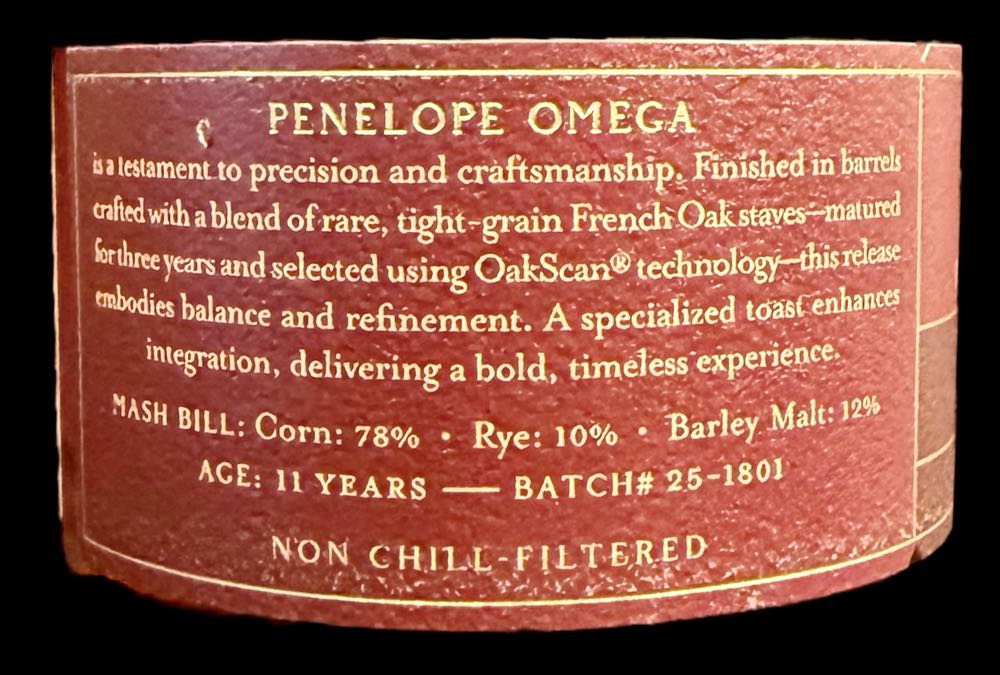 PENELOPE OMEGA
is a testament to precision and craftsmanship. Finished in barrels
crafted with a blend of rare, tight-grain French Oak staves—matured
for three years and selected using OakScan® technology—this release
embodies balance and refinement. A specialized toast enhances
integration, delivering a bold, timeless experience.
MASH BILL: Corn: 78% • Rye: 10% • Barley Malt: 12%
AGE: 11 YEARS — BATCH# 25-1801
NON CHILL-FILTERED